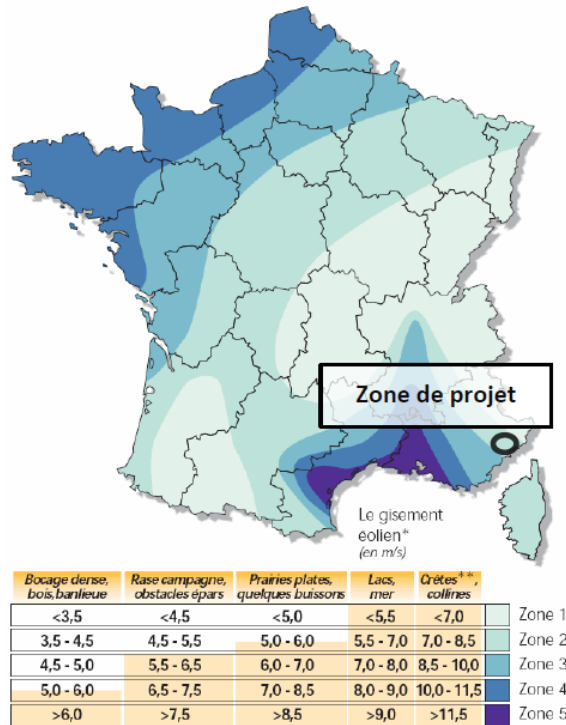 Zone de projet
Le gisement
éolien*
(en m/s)
Bocage dense, bois, banlieue | Rase campagne, obstacles épars | Prairies plates, quelques buissons | Lacs, mer | Crêtes**, collines
<3,5 <4,5 <5,0 <5,5 <7,0 Zone 1
3,5 - 4,5 4,5 - 5,5 5,0 - 6,0 5,5 - 7,0 7,0 - 8,5 Zone 2
4,5 - 5,0 5,5 - 6,5 6,0 - 7,0 7,0 - 8,0 8,5 - 10,0 Zone 3
5,0 - 6,0 6,5 - 7,5 7,0 - 8,5 8,0 - 9,0 10,0 - 11,5 Zone 4
>6,0 >7,5 >8,5 >9,0 >11,5 Zone 5